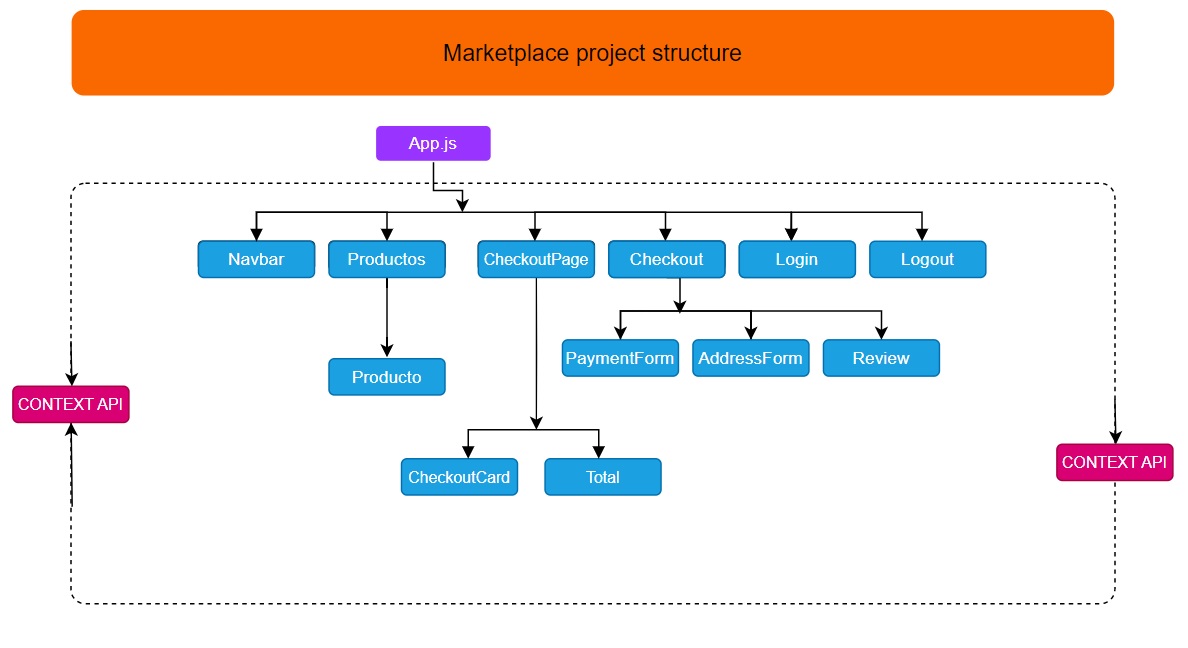 Marketplace project structure
App.js
Navbar
Productos
CheckoutPage
Checkout
Login
Logout
PaymentForm
AddressForm
Review
Producto
CONTEXT API
CONTEXT API
CheckoutCard
Total